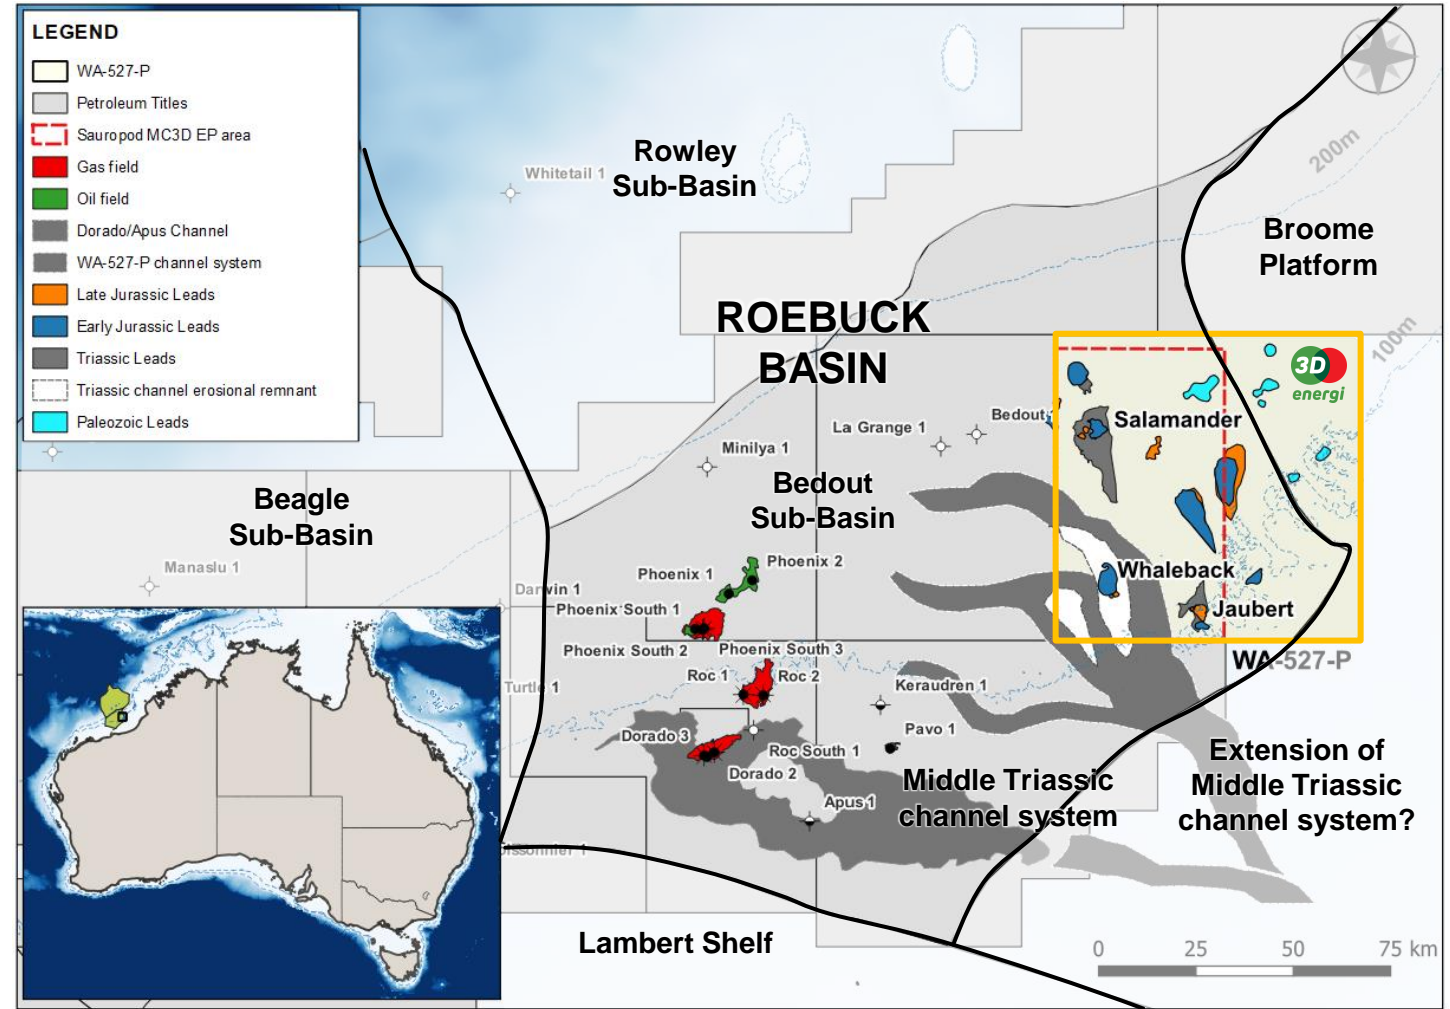 LEGEND
WA-527-P
Petroleum Titles
Sauropod MC3D EP area
Gas field
Oil field
Dorado/Apus Channel
WA-527-P channel system
Late Jurassic Leads
Early Jurassic Leads
Triassic Leads
Triassic channel erosional remnant
Paleozoic Leads
Whitetail 1
Rowley
Sub-Basin
200m
Broome
Platform
100m
ROEBUCK
BASIN
3D
energi
Bedout
La Grange 1
Salamander
Minilya 1
Beagle
Sub-Basin
Bedout
Sub-Basin
Manaslu 1
Phoenix 1
Phoenix 2
Darwin 1
Phoenix South 1
Whaleback
Jaubert
Phoenix South 2
Phoenix South 3
WA-527-P
Roc 1
Roc 2
Turtle 1
Keraudren 1
Dorado 3
Pavo 1
Roc South 1
Dorado 2
Apus 1
Middle Triassic
channel system
Extension of
Middle Triassic
channel system?
Lambert Shelf
0 25 50 75 km